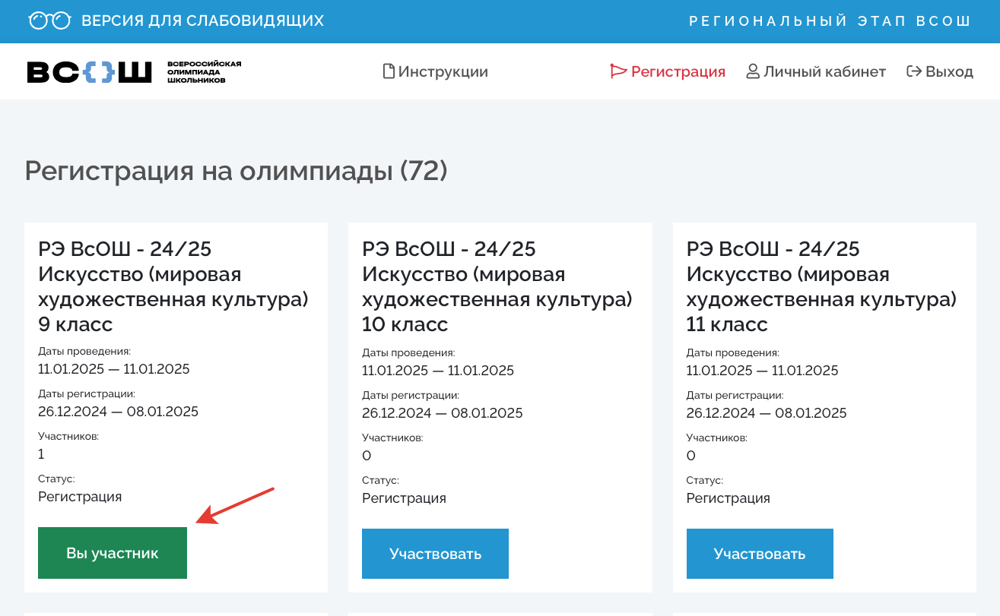 ВЕРСИЯ ДЛЯ СЛАБОВИДЯЩИХ
РЕГИОНАЛЬНЫЙ ЭТАП ВСОШ
ВС{}Ш
ВСЕРОССИЙСКАЯ
ОЛИМПИАДА
ШКОЛЬНИКОВ
Инструкции
Регистрация
Личный кабинет
Выход
Регистрация на олимпиады (72)
РЭ ВсОШ - 24/25
Искусство (мировая
художественная культура)
9 класс
Даты проведения:
11.01.2025 — 11.01.2025
Даты регистрации:
26.12.2024 — 08.01.2025
Участников:
1
Статус:
Регистрация
Вы участник
РЭ ВсОШ - 24/25
Искусство (мировая
художественная культура)
10 класс
Даты проведения:
11.01.2025 — 11.01.2025
Даты регистрации:
26.12.2024 — 08.01.2025
Участников:
0
Статус:
Регистрация
Участвовать
РЭ ВсОШ - 24/25
Искусство (мировая
художественная культура)
11 класс
Даты проведения:
11.01.2025 — 11.01.2025
Даты регистрации:
26.12.2024 — 08.01.2025
Участников:
0
Статус:
Регистрация
Участвовать